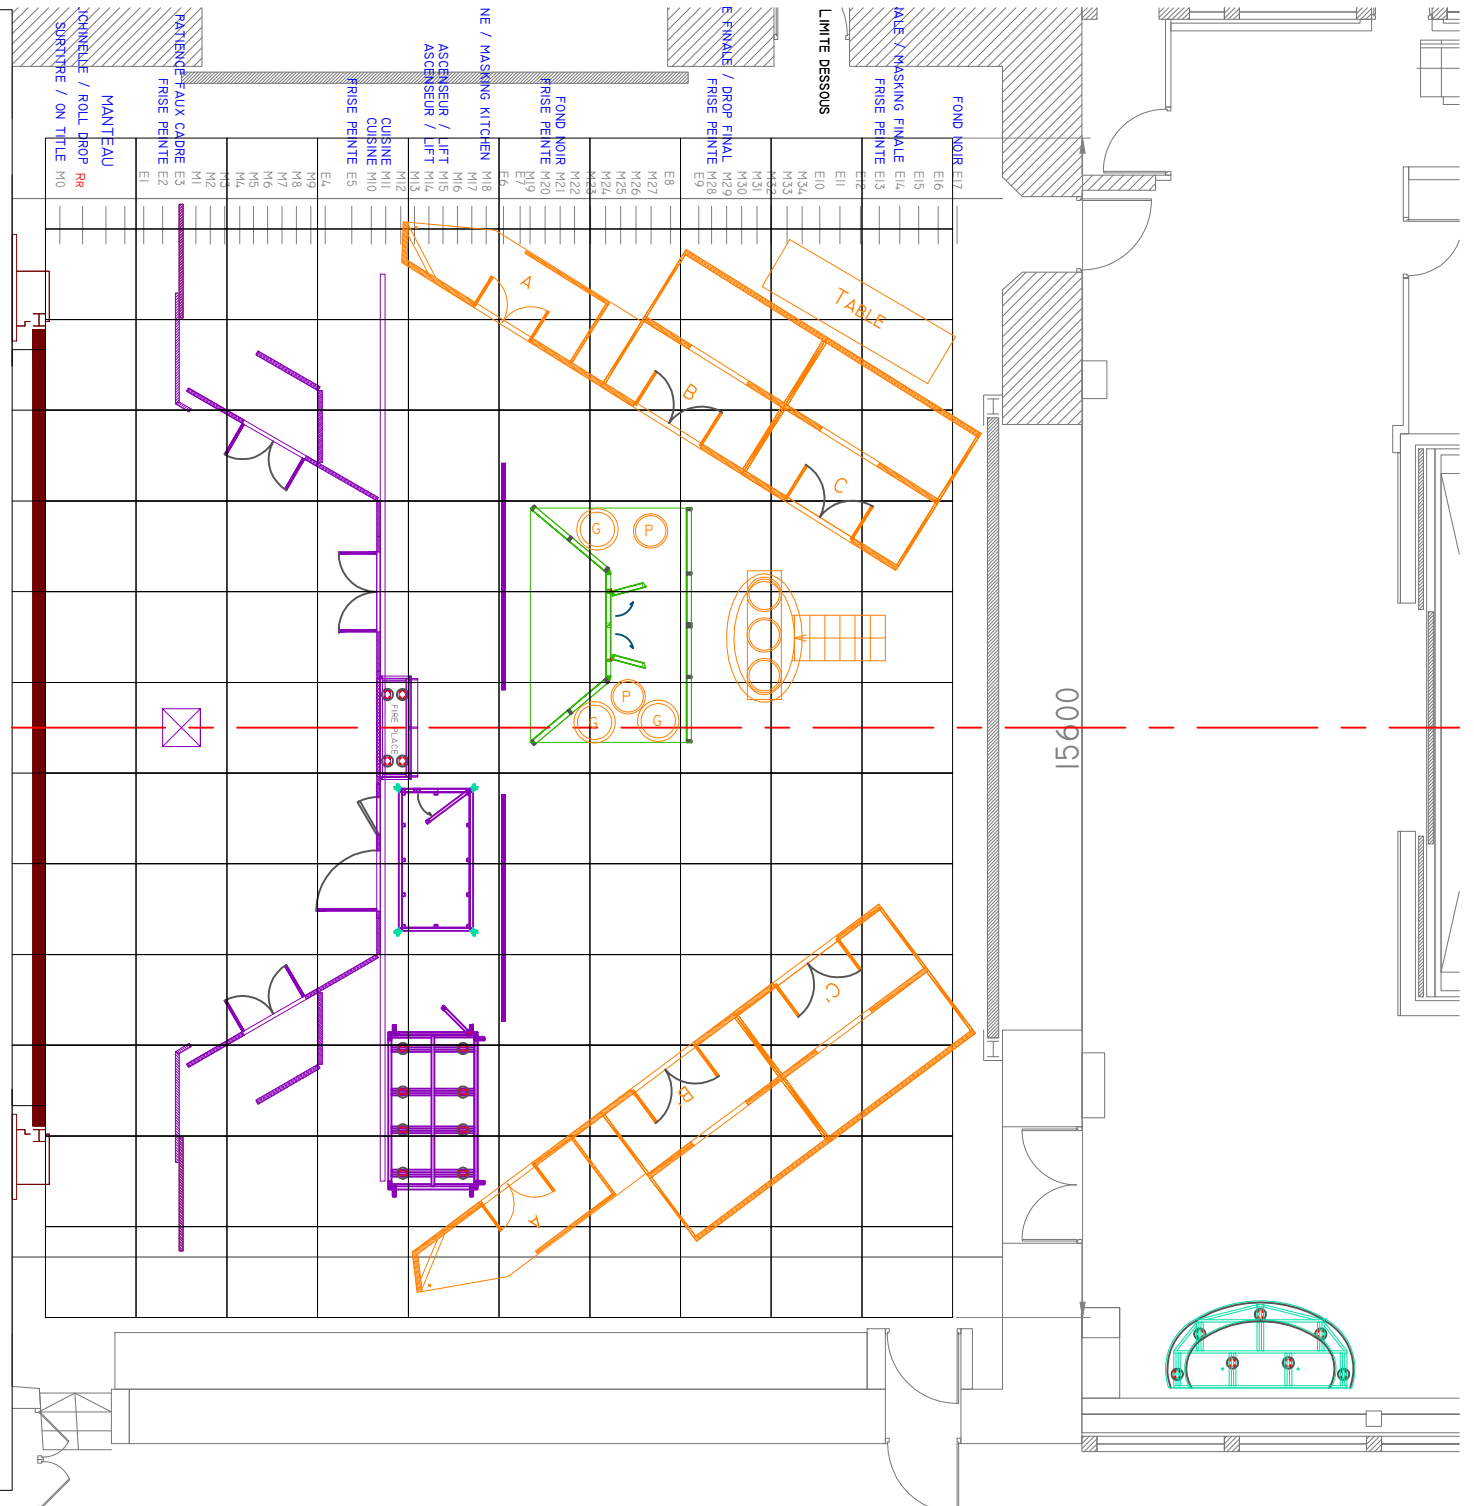 SURTITRE / ON TITLE
ICHINELLE / ROLL DROP
MANTEAU
FRISE PEINTE
PATIENCE FAUX CADRE
FRISE PEINTE
CUISINE
CUISINE
ASCENSEUR / LIFT
ASCENSEUR / LIFT
NE / MASKING KITCHEN
FRISE PEINTE
FOND NOIR
FRISE PEINTE
E FINALE / DROP FINAL
LIMITE DESSOUS
FRISE PEINTE
ALE / MASKING FINALE
FOND NOIR
M0
RR
E1
E2
E3
M1
M2
M3
M4
M5
M6
M7
M8
M9
E4
E5
M10
M11
M12
M13
M14
M15
M16
M17
M18
E6
E7
M19
M20
M21
M22
M23
M24
M25
M26
M27
E8
E9
M28
M29
M30
M31
M32
M33
M34
E10
E11
E12
E13
E14
E15
E16
E17
A
TABLE
B
C
G
P
FIRE PLACE
P
G
G
15600
C'
B'
A